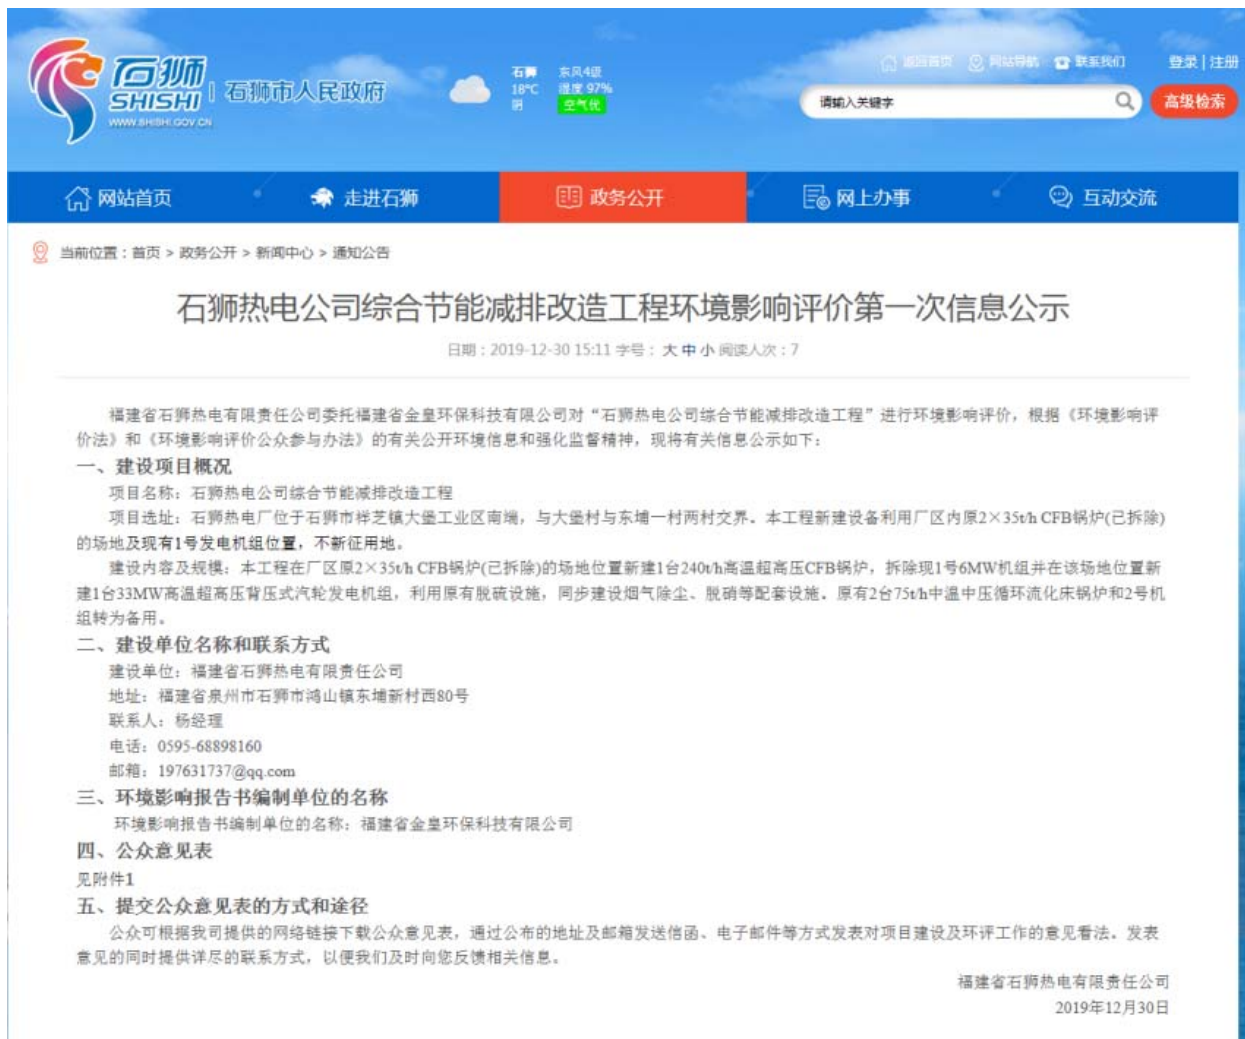 返回首页 网站导航 联系我们 登录 | 注册
石狮
SHISHI
WWW.SHISHI.GOV.CN
石狮市人民政府
石狮 东风4级
18°C 湿度 97%
阴 空气优
请输入关键字
高级检索
网站首页 走进石狮 政务公开 网上办事 互动交流
当前位置：首页 > 政务公开 > 新闻中心 > 通知公告
石狮热电公司综合节能减排改造工程环境影响评价第一次信息公示
日期：2019-12-30 15:11 字号： 大 中 小 阅读人次：7
福建省石狮热电有限责任公司委托福建省金皇环保科技有限公司对“石狮热电公司综合节能减排改造工程”进行环境影响评价，根据《环境影响评
价法》和《环境影响评价公众参与办法》的有关公开环境信息和强化监督精神，现将有关信息公示如下：
一、建设项目概况
项目名称：石狮热电公司综合节能减排改造工程
项目选址：石狮热电厂位于石狮市祥芝镇大堡工业区南端，与大堡村与东埔一村两村交界。本工程新建设备利用厂区内原2×35t/h CFB锅炉(已拆除)
的场地及现有1号发电机组位置，不新征用地。
建设内容及规模：本工程在厂区原2×35t/h CFB锅炉(已拆除)的场地位置新建1台240t/h高温超高压CFB锅炉，拆除现1号6MW机组并在该场地位置新
建1台33MW高温超高压背压式汽轮发电机组，利用原有脱硫设施，同步建设烟气除尘、脱硝等配套设施。原有2台75t/h中温中压循环流化床锅炉和2号机
组转为备用。
二、建设单位名称和联系方式
建设单位：福建省石狮热电有限责任公司
地址：福建省泉州市石狮市鸿山镇东埔新村西80号
联系人：杨经理
电话：0595-68898160
邮箱：197631737@qq.com
三、环境影响报告书编制单位的名称
环境影响报告书编制单位的名称：福建省金皇环保科技有限公司
四、公众意见表
见附件1
五、提交公众意见表的方式和途径
公众可根据我司提供的网络链接下载公众意见表，通过公布的地址及邮箱发送信函、电子邮件等方式发表对项目建设及环评工作的意见看法。发表
意见的同时提供详尽的联系方式，以便我们及时向您反馈相关信息。
福建省石狮热电有限责任公司
2019年12月30日